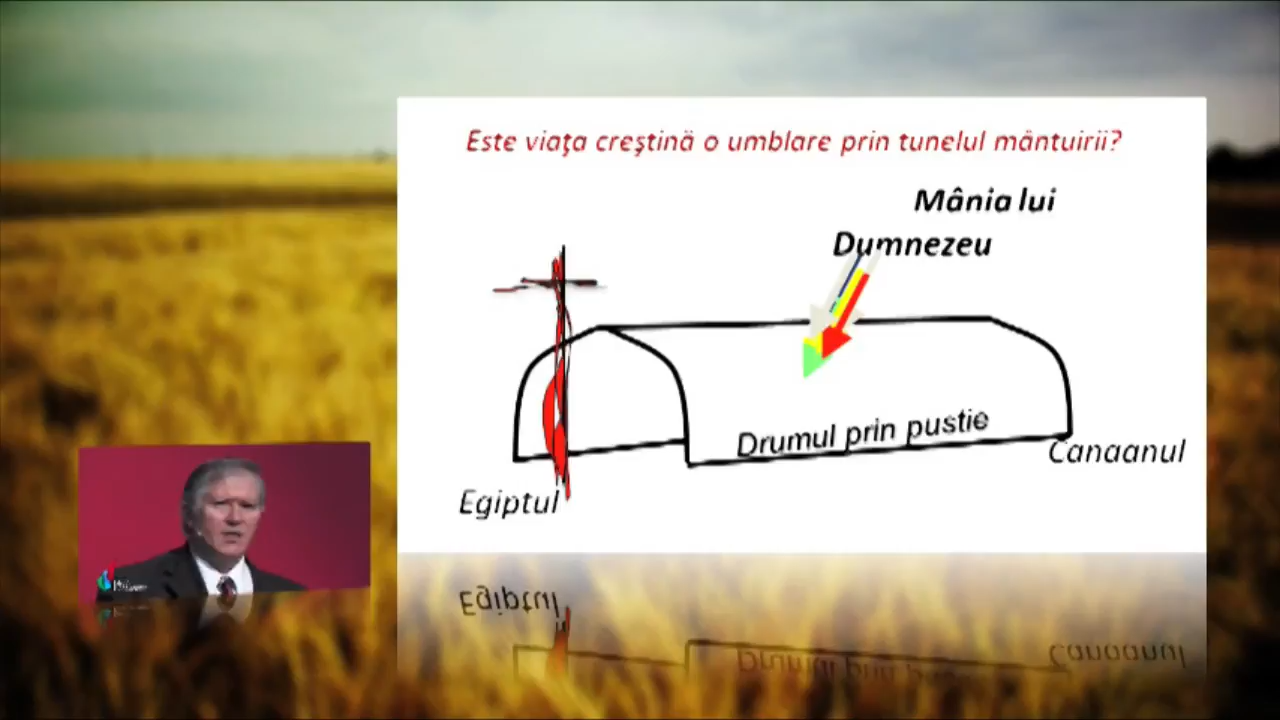 Este viaţa creştină o umblare prin tunelul mântuirii?
Mânia lui
Dumnezeu
Drumul prin pustie
Canaanul
Egiptul